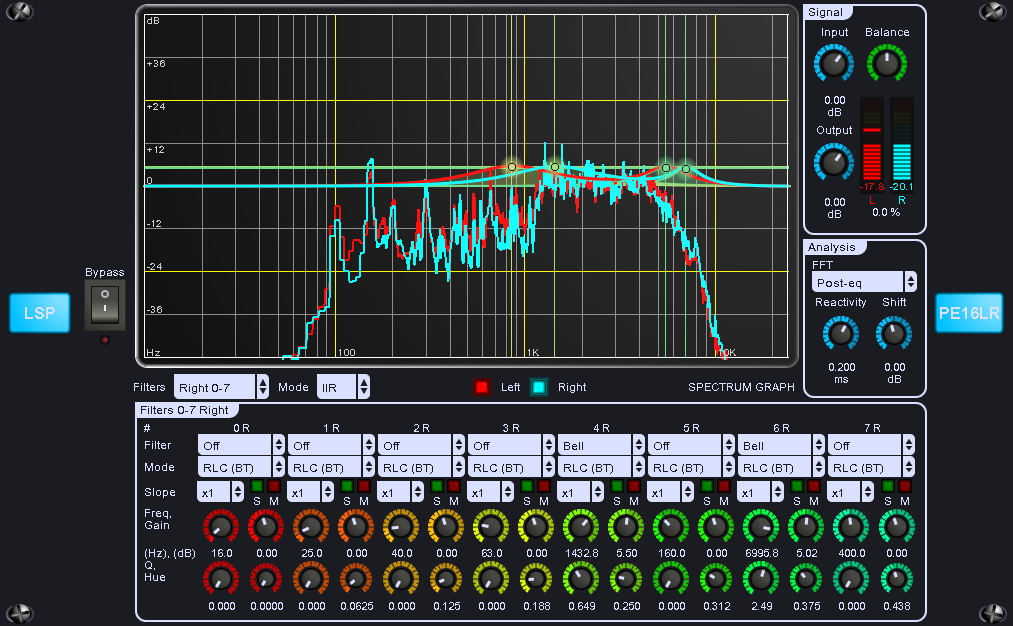 dB
+36
+24
+12
0
-12
-24
-36
Hz
100
1K
10K
Signal
Input Balance
0.00
dB
Output
0.00
dB
-17.8 -20.1
L R
0.0 %
Analysis
FFT
Post-eq
Reactivity Shift
0.200 0.00
ms dB
Bypass
LSP
PE16LR
Filters Right 0-7 Mode IIR Left Right SPECTRUM GRAPH
Filters 0-7 Right
# 0 R 1 R 2 R 3 R 4 R 5 R 6 R 7 R
Filter Off Off Off Off Bell Off Bell Off
Mode RLC (BT) RLC (BT) RLC (BT) RLC (BT) RLC (BT) RLC (BT) RLC (BT) RLC (BT)
Slope x1 x1 x1 x1 x1 x1 x1 x1
S M S M S M S M S M S M S M S M
Freq,
Gain
(Hz), (dB) 16.0 0.00 25.0 0.00 40.0 0.00 63.0 0.00 1432.8 5.50 160.0 0.00 6995.8 5.02 400.0 0.00
Q,
Hue
0.000 0.0000 0.000 0.0625 0.000 0.125 0.000 0.188 0.649 0.250 0.000 0.312 2.49 0.375 0.000 0.438